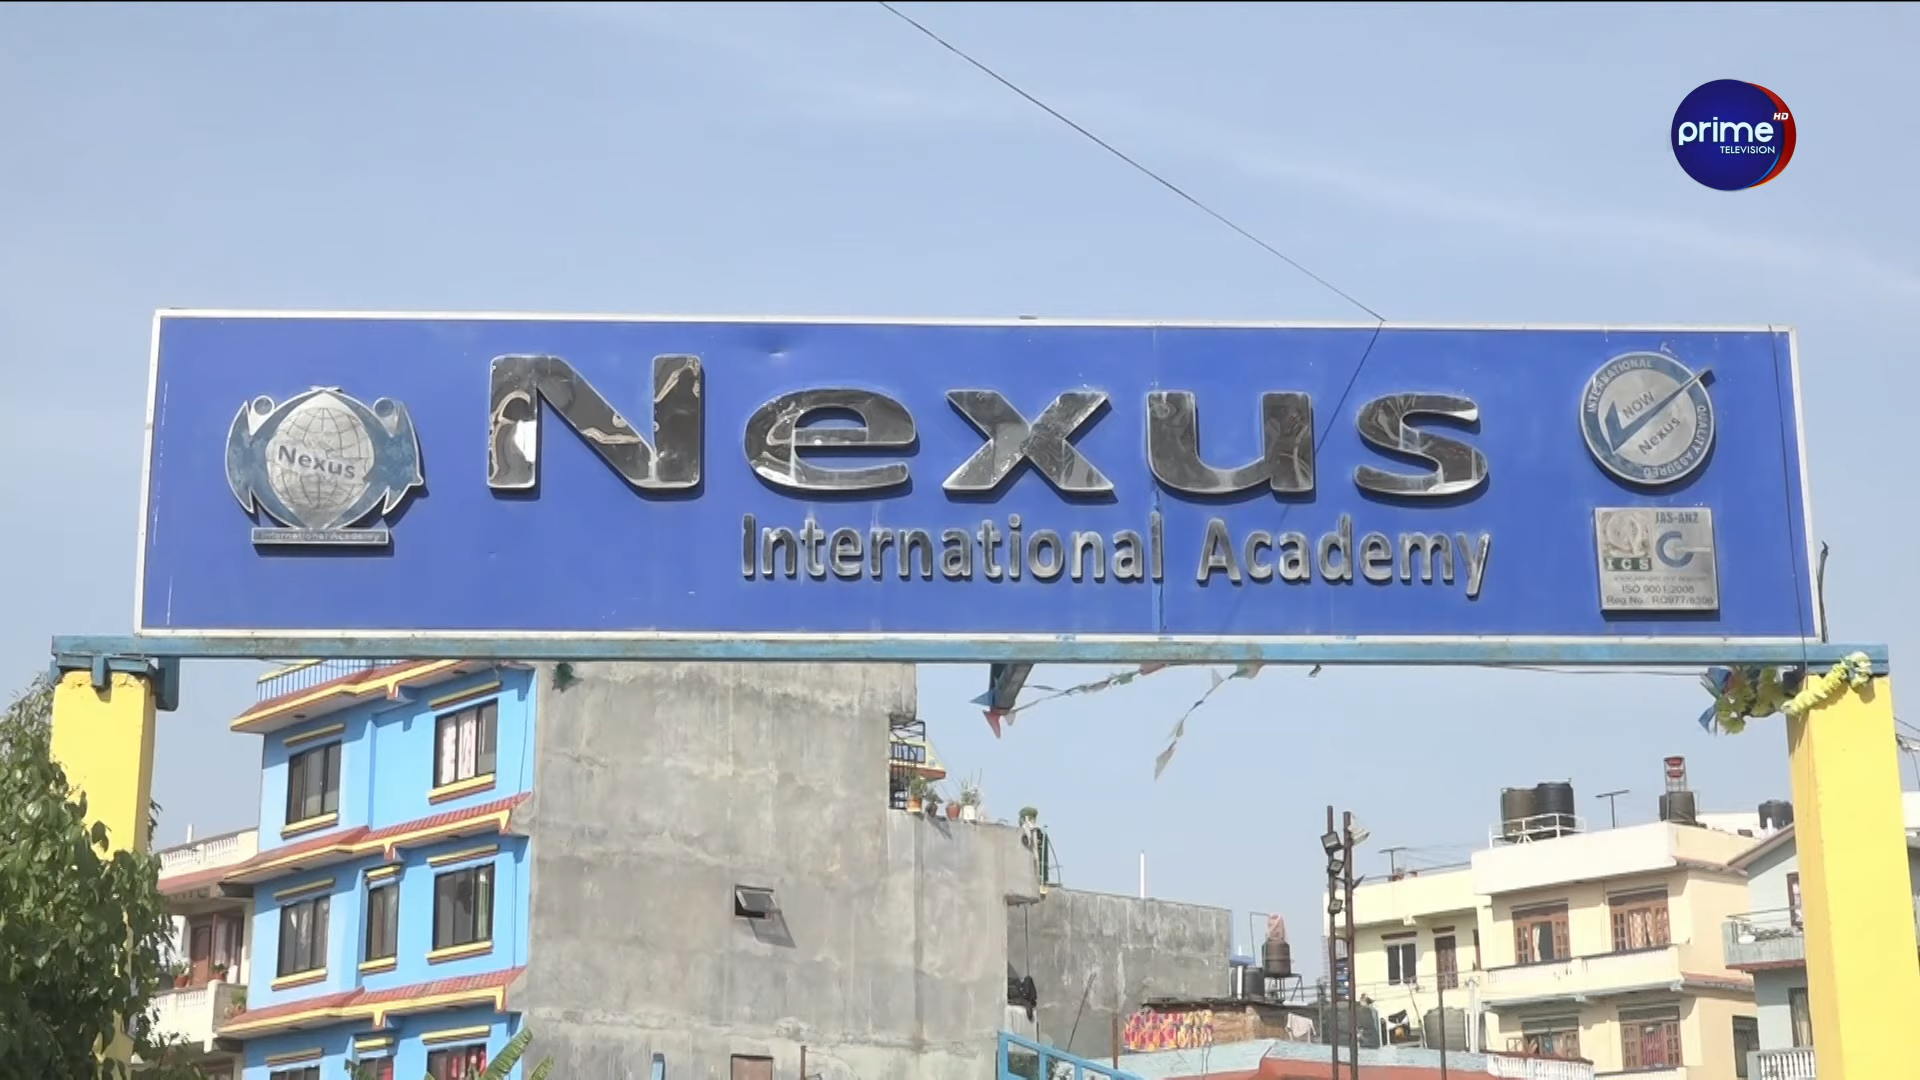 prime HD
TELEVISION
Nexus
International Academy
Nexus
International Academy
INTERNATIONAL
NOW
Nexus
QUALITY ASSURED
JAS-ANZ
ICS
ISO 9001:2008